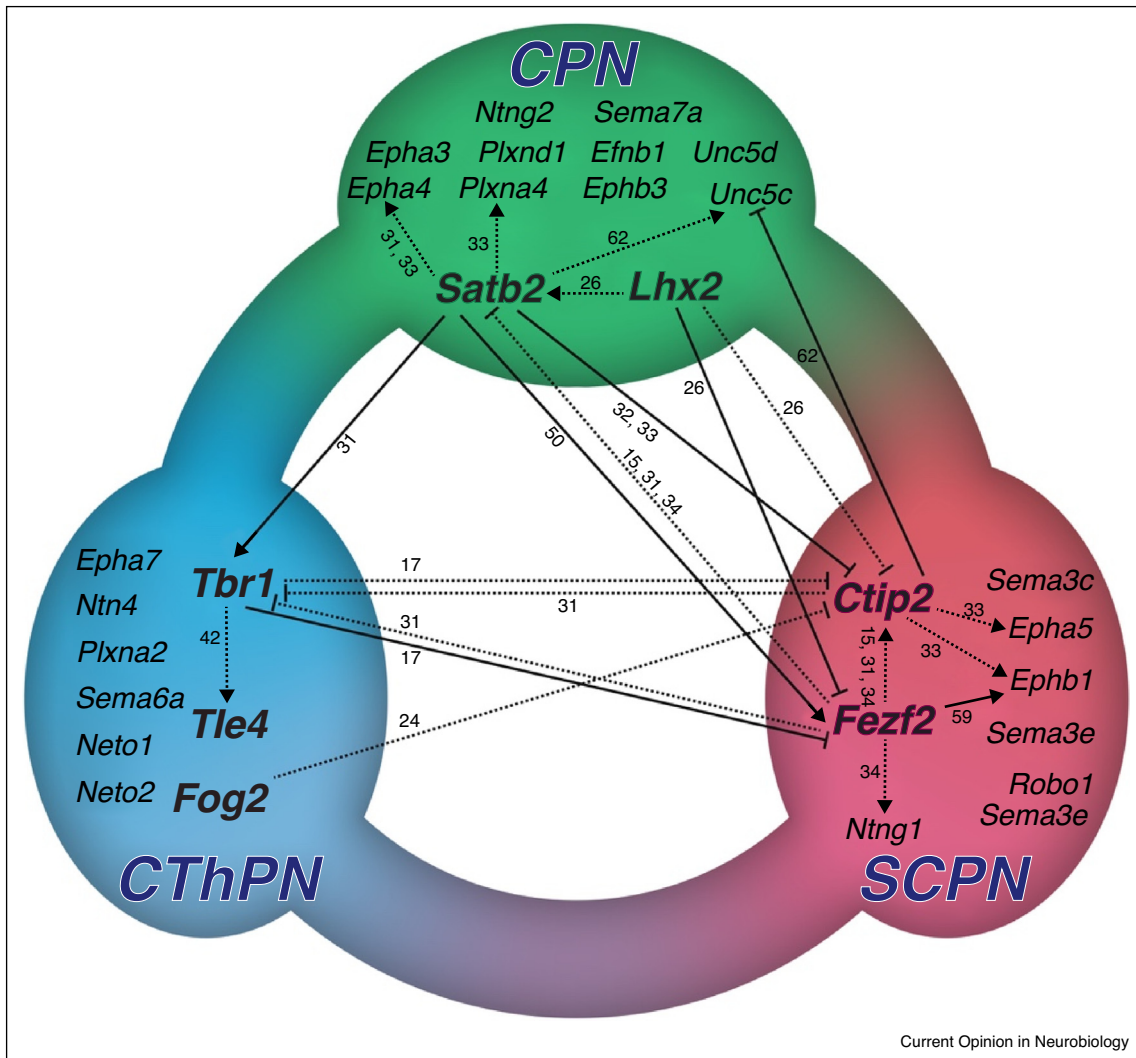 CPN
Ntng2 Sema7a
Epha3 Plxnd1 Efnb1 Unc5d
Epha4 Plxna4 Ephb3 Unc5c
31, 33
33
62
Satb2 26 Lhx2
62
26
26
32, 33
50
15, 31, 34
31
Epha7
Tbr1
17
31
Ctip2
Sema3c
Ntn4
33
Epha5
31
42
17
15, 31, 34
33
Plxna2
Ephb1
Sema6a
Tle4
24
Fezf2
59
Neto1
Sema3e
34
Neto2
Fog2
Robo1
Ntng1
Sema3e
CThPN
SCPN
Current Opinion in Neurobiology